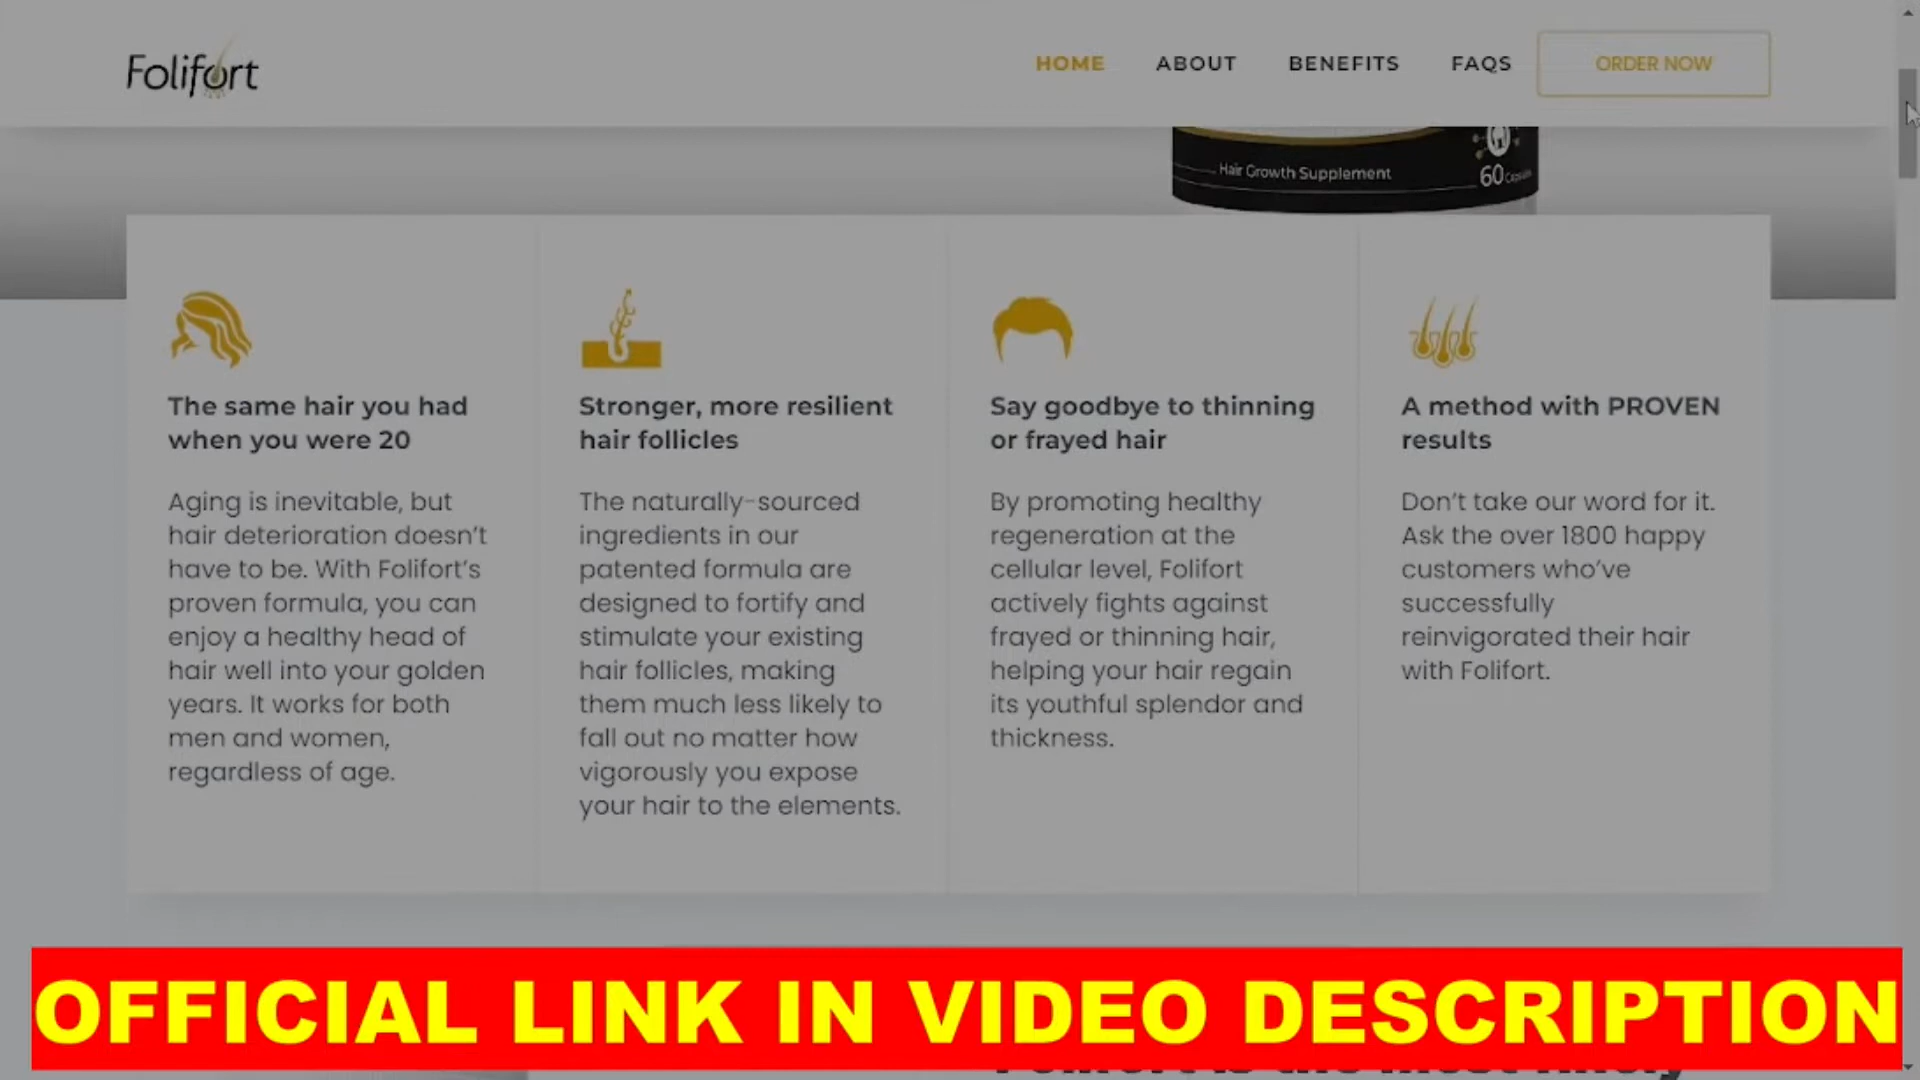 Folifort
HOME ABOUT BENEFITS FAQS ORDER NOW
Hair Growth Supplement
60 Capsules
The same hair you had
when you were 20
Aging is inevitable, but
hair deterioration doesn't
have to be. With Folifort's
proven formula, you can
enjoy a healthy head of
hair well into your golden
years. It works for both
men and women,
regardless of age.
Stronger, more resilient
hair follicles
The naturally-sourced
ingredients in our
patented formula are
designed to fortify and
stimulate your existing
hair follicles, making
them much less likely to
fall out no matter how
vigorously you expose
your hair to the elements.
Say goodbye to thinning
or frayed hair
By promoting healthy
regeneration at the
cellular level, Folifort
actively fights against
frayed or thinning hair,
helping your hair regain
its youthful splendor and
thickness.
A method with PROVEN
results
Don't take our word for it.
Ask the over 1800 happy
customers who've
successfully
reinvigorated their hair
with Folifort.
OFFICIAL LINK IN VIDEO DESCRIPTION